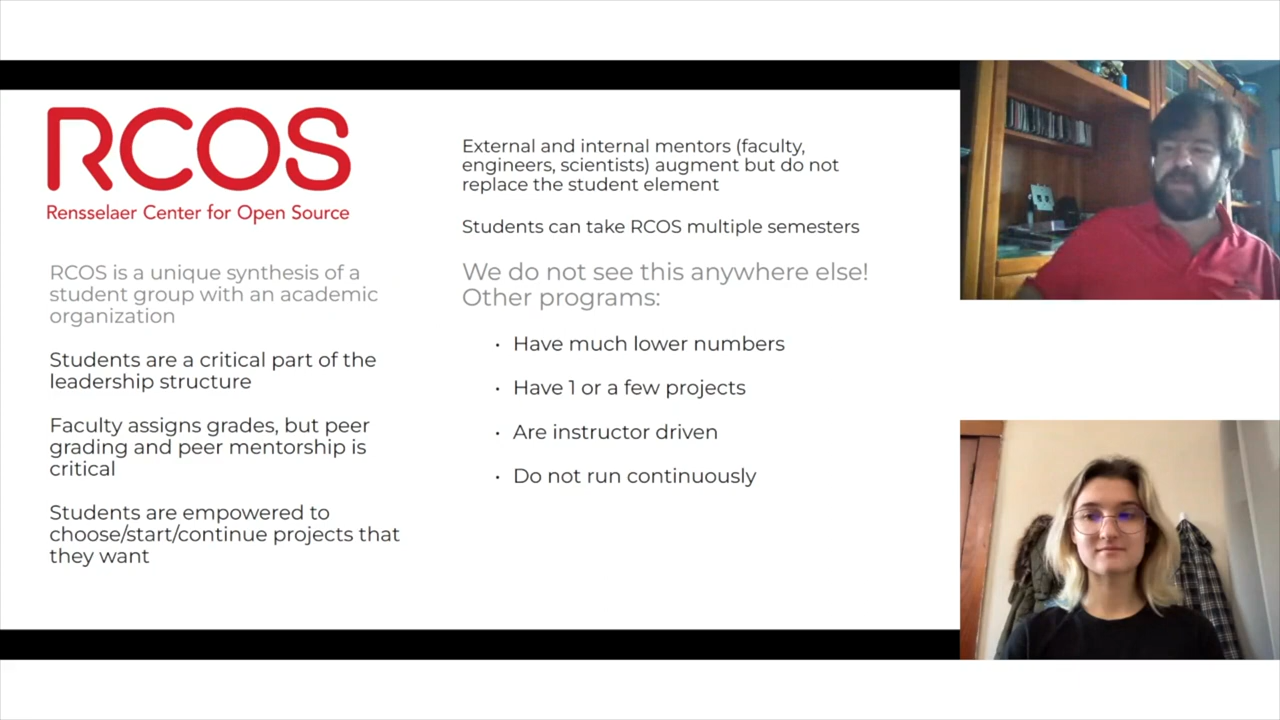 RCOS
Rensselaer Center for Open Source
RCOS is a unique synthesis of a
student group with an academic
organization
Students are a critical part of the
leadership structure
Faculty assigns grades, but peer
grading and peer mentorship is
critical
Students are empowered to
choose/start/continue projects that
they want
External and internal mentors (faculty,
engineers, scientists) augment but do not
replace the student element
Students can take RCOS multiple semesters
We do not see this anywhere else!
Other programs:
• Have much lower numbers
• Have 1 or a few projects
• Are instructor driven
• Do not run continuously